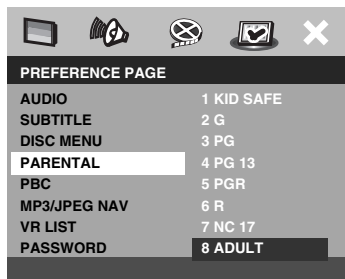 PREFERENCE PAGE
AUDIO 1 KID SAFE
SUBTITLE 2 G
DISC MENU 3 PG
PARENTAL 4 PG 13
PBC 5 PGR
MP3/JPEG NAV 6 R
VR LIST 7 NC 17
PASSWORD 8 ADULT